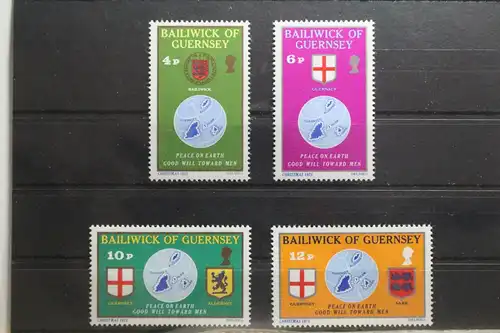 BAILIWICK OF
GUERNSEY
4p
BAILIWICK
PEACE ON EARTH
GOOD WILL TOWARD MEN
BAILIWICK OF
GUERNSEY
6p
GUERNSEY
PEACE ON EARTH
GOOD WILL TOWARD MEN
BAILIWICK OF GUERNSEY
10p
GUERNSEY
ALDERNEY
PEACE ON EARTH
GOOD WILL TOWARD MEN
BAILIWICK OF GUERNSEY
12p
GUERNSEY
SARK
PEACE ON EARTH
GOOD WILL TOWARD MEN